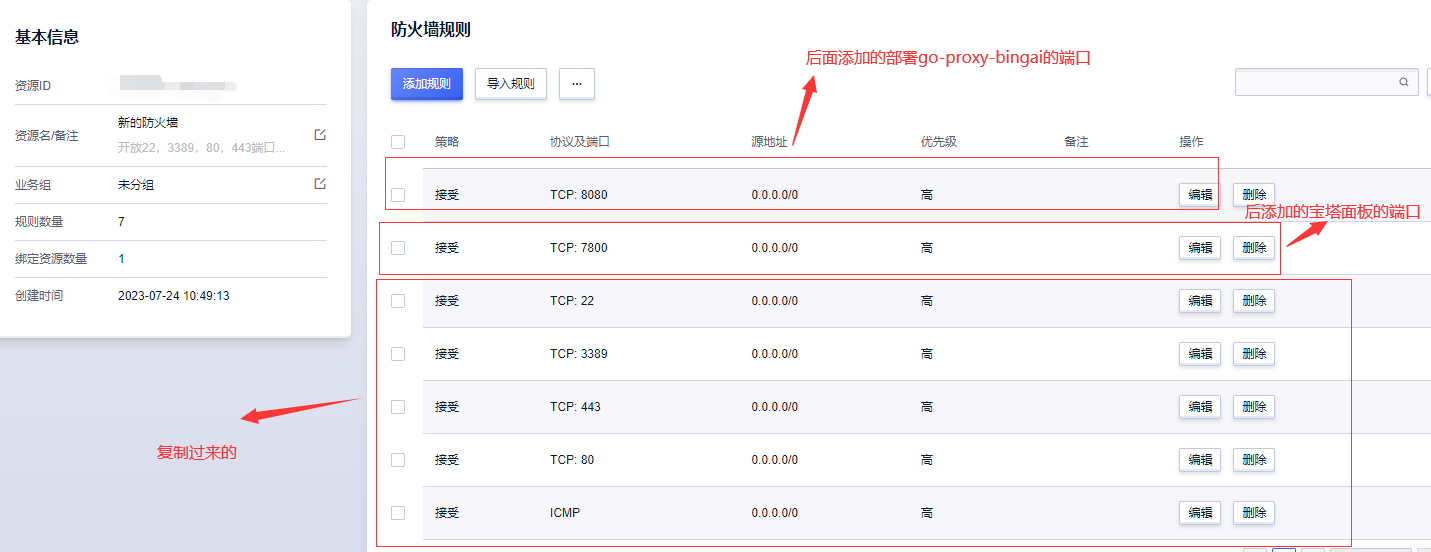 基本信息
资源ID
资源名/备注
新的防火墙
开放22，3389，80，443端口...
业务组
未分组
规则数量
7
绑定资源数量
1
创建时间
2023-07-24 10:49:13
复制过来的
防火墙规则
后面添加的部署go-proxy-bingai的端口
添加规则
导入规则
...
策略
协议及端口
源地址
优先级
备注
操作
接受
TCP: 8080
0.0.0.0/0
高
编辑
删除
后添加的宝塔面板的端口
接受
TCP: 7800
0.0.0.0/0
高
编辑
删除
接受
TCP: 22
0.0.0.0/0
高
编辑
删除
接受
TCP: 3389
0.0.0.0/0
高
编辑
删除
接受
TCP: 443
0.0.0.0/0
高
编辑
删除
接受
TCP: 80
0.0.0.0/0
高
编辑
删除
接受
ICMP
0.0.0.0/0
高
编辑
删除